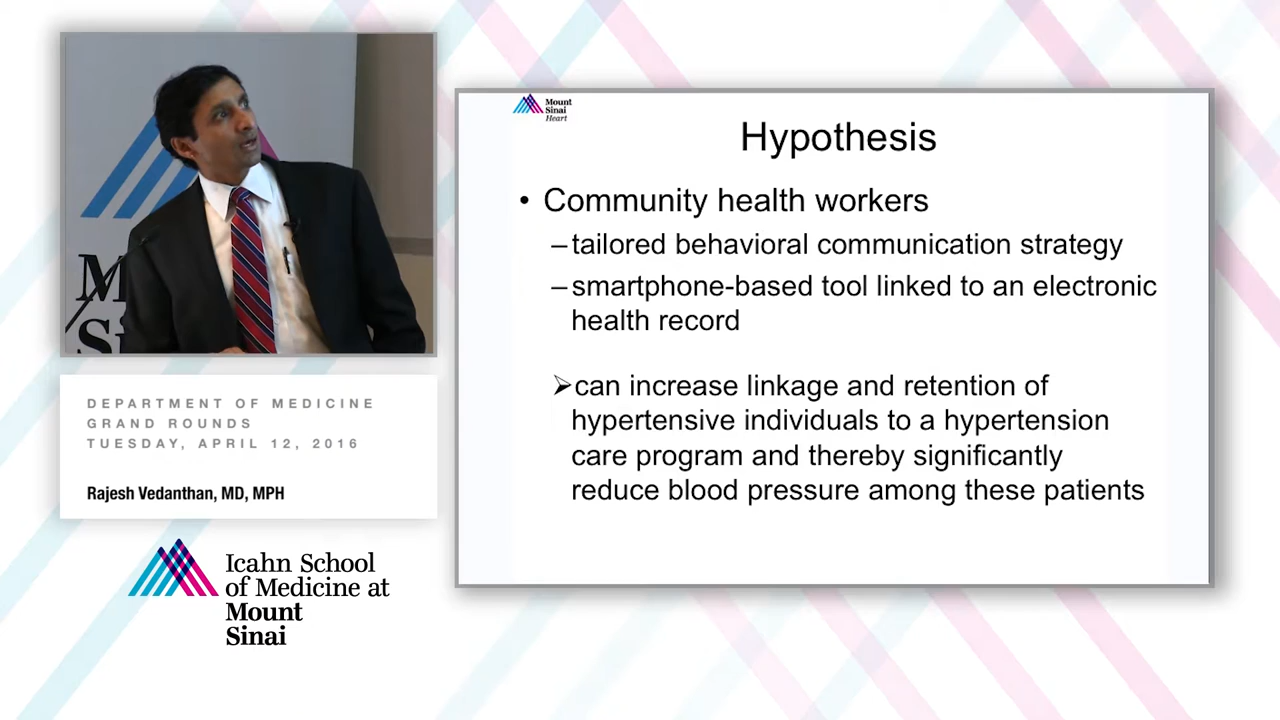 M
Si
DEPARTMENT OF MEDICINE
GRAND ROUNDS
TUESDAY, APRIL 12, 2016
Rajesh Vedanthan, MD, MPH
Icahn School
of Medicine at
Mount
Sinai
Mount
Sinai
Heart
Hypothesis
• Community health workers
–tailored behavioral communication strategy
–smartphone-based tool linked to an electronic
health record
➢can increase linkage and retention of
hypertensive individuals to a hypertension
care program and thereby significantly
reduce blood pressure among these patients